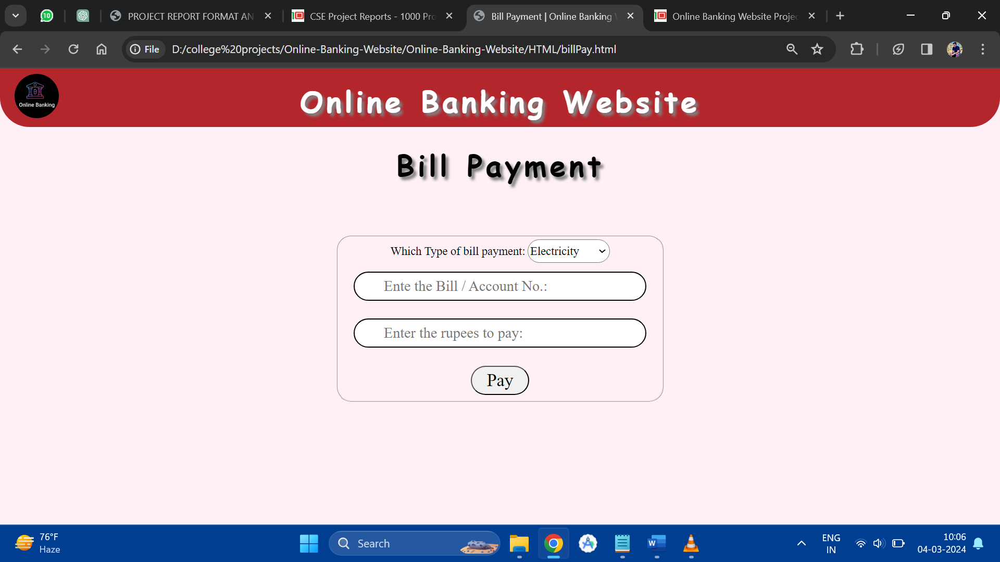 10
PROJECT REPORT FORMAT AN
CSE Project Reports - 1000 Pro
Bill Payment | Online Banking
Online Banking Website Projec
File D:/college%20projects/Online-Banking-Website/Online-Banking-Website/HTML/billPay.html
Online Banking
Online Banking Website
Bill Payment
Which Type of bill payment: Electricity
Ente the Bill / Account No.:
Enter the rupees to pay:
Pay
76°F
Haze
Search
W
ENG
IN
10:06
04-03-2024